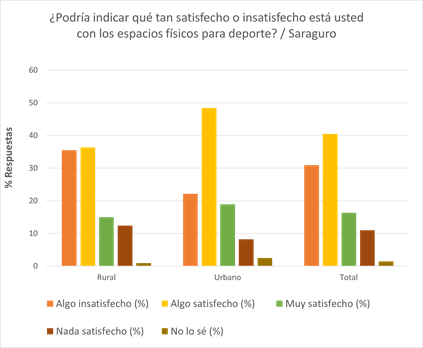 ¿Podría indicar qué tan satisfecho o insatisfecho está usted
con los espacios físicos para deporte? / Saraguro
% Respuestas
60
50
40
30
20
10
0
Rural Urbano Total
Algo insatisfecho (%) Algo satisfecho (%) Muy satisfecho (%)
Nada satisfecho (%) No lo sé (%)